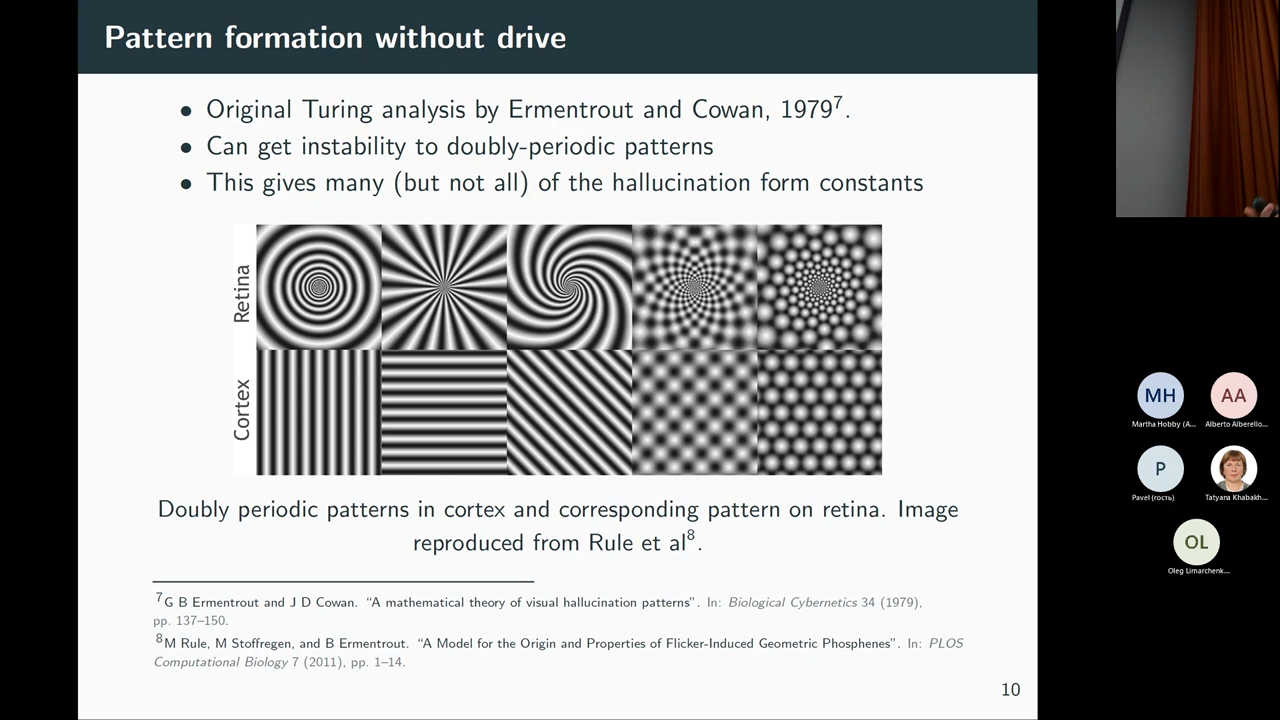 Pattern formation without drive
• Original Turing analysis by Ermentrout and Cowan, 1979⁷.
• Can get instability to doubly-periodic patterns
• This gives many (but not all) of the hallucination form constants
Retina
Cortex
Doubly periodic patterns in cortex and corresponding pattern on retina. Image
reproduced from Rule et al⁸.
⁷G B Ermentrout and J D Cowan. “A mathematical theory of visual hallucination patterns”. In: Biological Cybernetics 34 (1979),
pp. 137–150.
⁸M Rule, M Stoffregen, and B Ermentrout. “A Model for the Origin and Properties of Flicker-Induced Geometric Phosphenes”. In: PLOS
Computational Biology 7 (2011), pp. 1–14.
10
MH
AA
Martha Hobby (A...
Alberto Alberello...
P
Pavel (гость)
Tatyana Khabakh...
OL
Oleg Limarchenk...